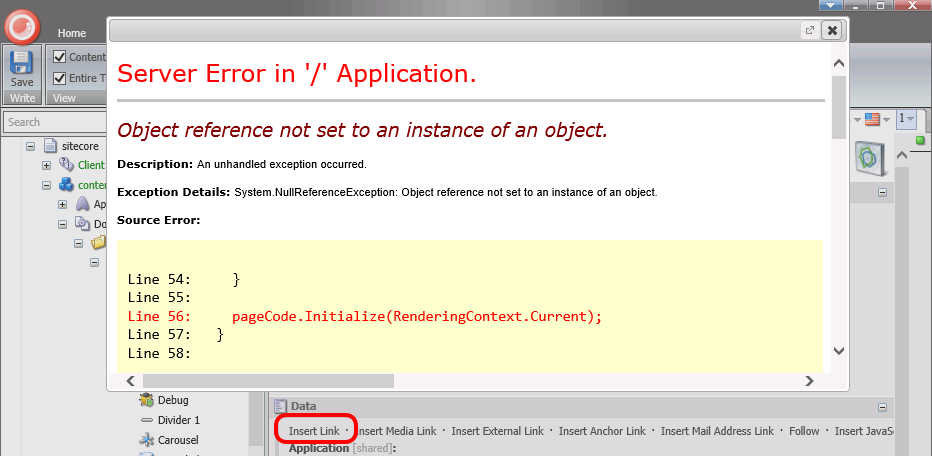 Home
Save
Content
Entire T
Write
View
Search
1
sitecore
Client
conte
Ap
Do
Server Error in '/' Application.
Object reference not set to an instance of an object.
Description: An unhandled exception occurred.
Exception Details: System.NullReferenceException: Object reference not set to an instance of an object.
Source Error:
Line 54: }
Line 55:
Line 56: pageCode.Initialize(RenderingContext.Current);
Line 57: }
Line 58:
Debug
Divider 1
Carousel
Data
Insert Link · Insert Media Link · Insert External Link · Insert Anchor Link · Insert Mail Address Link · Follow · Insert JavaS
Application [shared]: